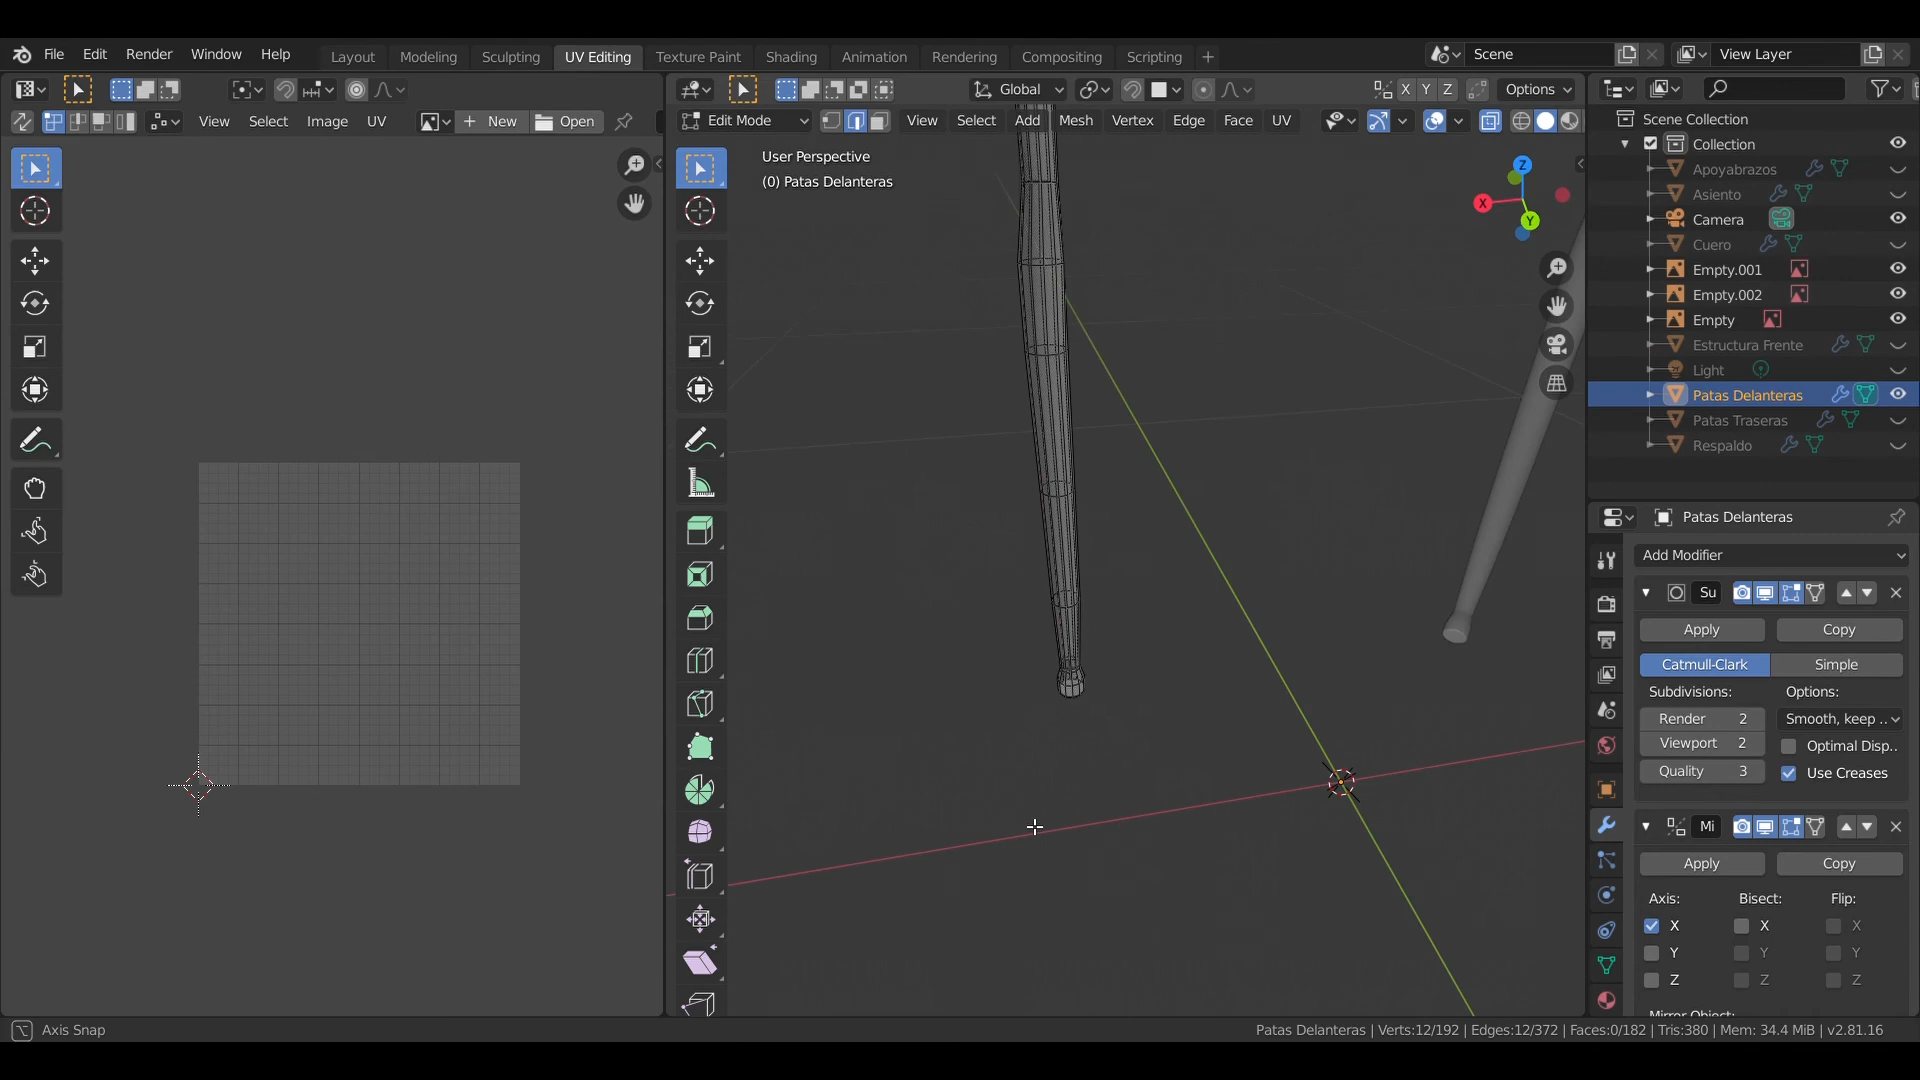 File Edit Render Window Help Layout Modeling Sculpting UV Editing Texture Paint Shading Animation Rendering Compositing Scripting + Scene View Layer
Global X Y Z Options
View Select Image UV New Open Edit Mode View Select Add Mesh Vertex Edge Face UV
Scene Collection
Collection
User Perspective
(0) Patas Delanteras
Z
X
Y
Apoyabrazos
Asiento
Camera
Cuero
Empty.001
Empty.002
Empty
Estructura Frente
Light
Patas Delanteras
Patas Traseras
Respaldo
Patas Delanteras
Add Modifier
Su
Apply Copy
Catmull-Clark Simple
Subdivisions: Options:
Render 2 Smooth, keep ..
Viewport 2 Optimal Disp..
Quality 3 Use Creases
Mi
Apply Copy
Axis: Bisect: Flip:
X X X
Y Y Y
Z Z Z
Mirror Object:
Axis Snap
Patas Delanteras | Verts:12/192 | Edges:12/372 | Faces:0/182 | Tris:380 | Mem: 34.4 MiB | v2.81.16